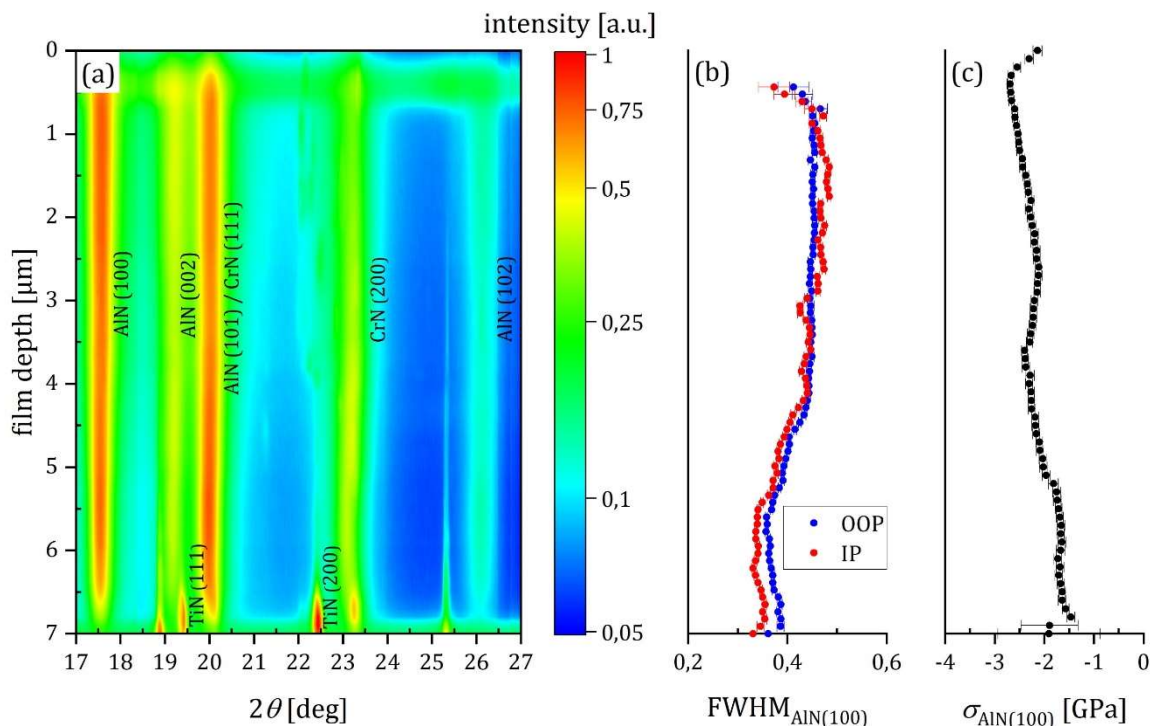 intensity [a.u.]
(a)
0
1
2
3
4
5
6
7
film depth [µm]
AlN (100)
AlN (002)
AlN (101) / CrN (111)
CrN (200)
AlN (102)
TiN (111)
TiN (200)
17 18 19 20 21 22 23 24 25 26 27
2θ [deg]
1
0,75
0,5
0,25
0,1
0,05
(b)
OOP
IP
0,2 0,4 0,6
FWHM AlN(100)
(c)
-4 -3 -2 -1 0
σ AlN(100) [GPa]